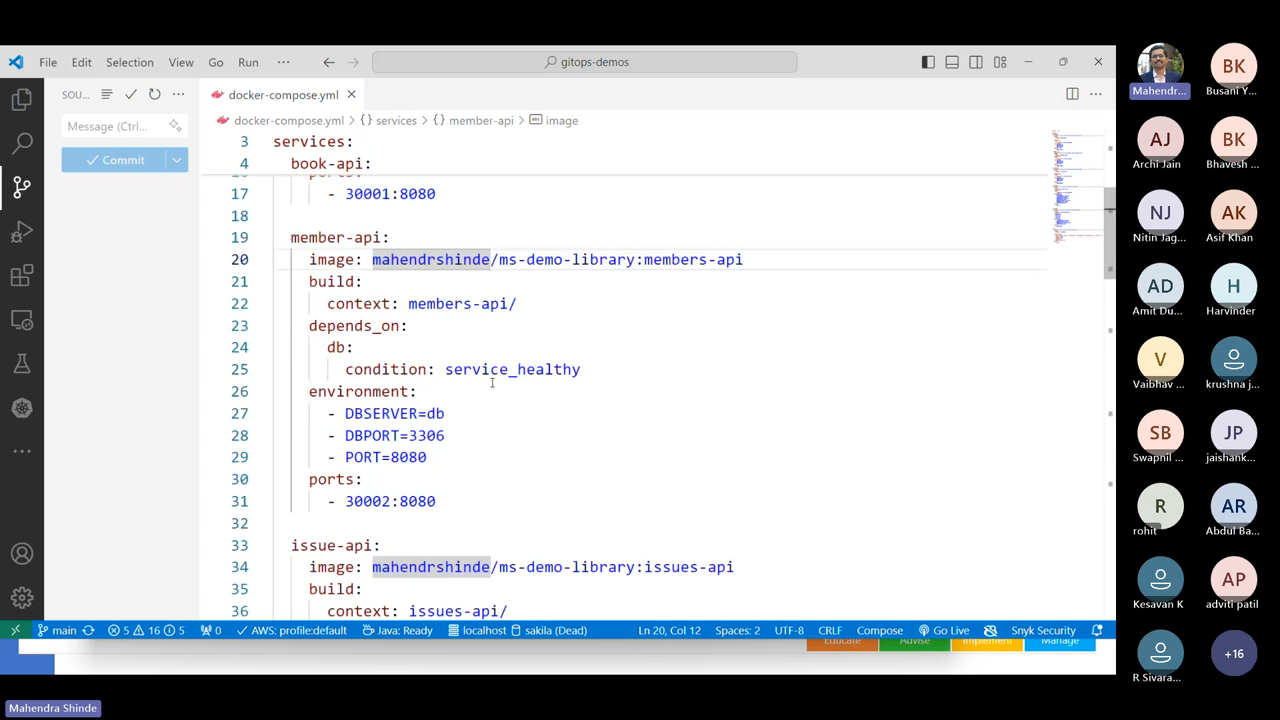 File Edit Selection View Go Run ··· gitops-demos
SOU... docker-compose.yml
Message (Ctrl...
Commit
docker-compose.yml > {} services > {} member-api > image
3 services:
4 book-api:
17 - 30001:8080
18
19 member-api:
20 image: mahendrshinde/ms-demo-library:members-api
21 build:
22 context: members-api/
23 depends_on:
24 db:
25 condition: service_healthy
26 environment:
27 - DBSERVER=db
28 - DBPORT=3306
29 - PORT=8080
30 ports:
31 - 30002:8080
32
33 issue-api:
34 image: mahendrshinde/ms-demo-library:issues-api
35 build:
36 context: issues-api/
main 5 16 5 0 AWS: profile:default Java: Ready localhost sakila (Dead) Ln 20, Col 12 Spaces: 2 UTF-8 CRLF Compose Go Live Snyk Security
Educate Advise Implement Manage
Mahendr...
BK
Busani Y...
AJ
Archi Jain
BK
Bhavesh ...
NJ
Nitin Jag...
AK
Asif Khan
AD
Amit Du...
H
Harvinder
V
Vaibhav ...
krushna j...
SB
Swapnil ...
JP
jaishank...
R
rohit
AR
Abdul Ba...
Kesavan K
AP
adviti patil
R Sivara...
+16
Mahendra Shinde